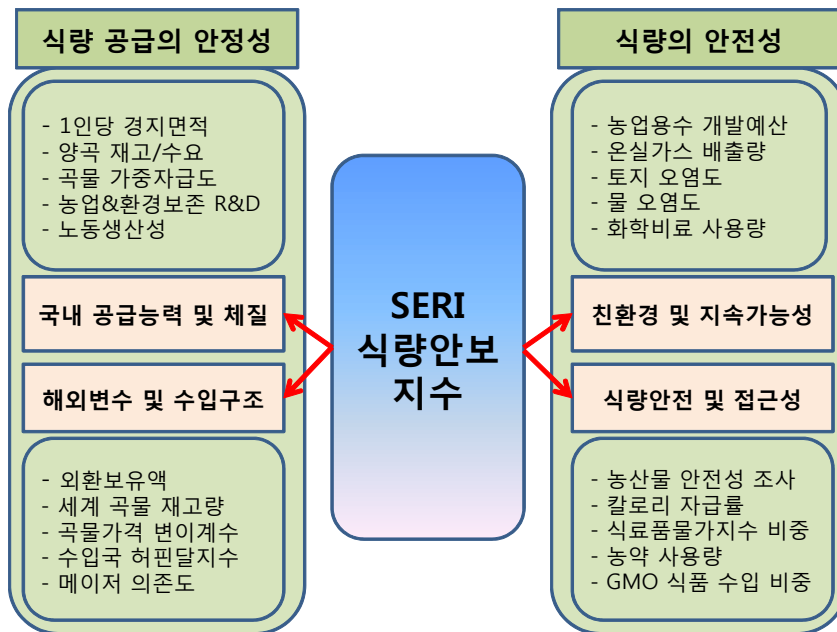 식량 공급의 안정성
- 1인당 경지면적
- 양곡 재고/수요
- 곡물 가중자급도
- 농업&환경보존 R&D
- 노동생산성
국내 공급능력 및 체질
해외변수 및 수입구조
- 외환보유액
- 세계 곡물 재고량
- 곡물가격 변이계수
- 수입국 허핀달지수
- 메이저 의존도
SERI
식량안보
지수
식량의 안전성
- 농업용수 개발예산
- 온실가스 배출량
- 토지 오염도
- 물 오염도
- 화학비료 사용량
친환경 및 지속가능성
식량안전 및 접근성
- 농산물 안전성 조사
- 칼로리 자급률
- 식료품물가지수 비중
- 농약 사용량
- GMO 식품 수입 비중